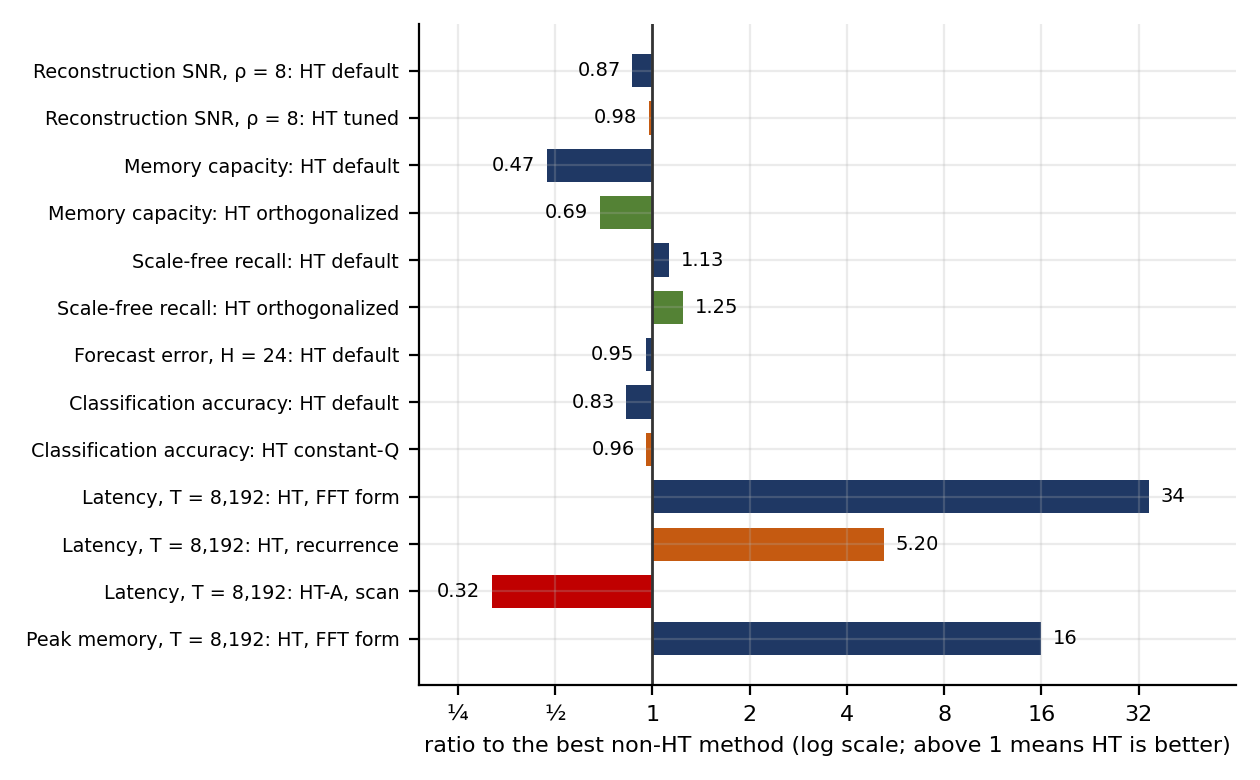 Reconstruction SNR, ρ = 8: HT default 0.87
Reconstruction SNR, ρ = 8: HT tuned 0.98
Memory capacity: HT default 0.47
Memory capacity: HT orthogonalized 0.69
Scale-free recall: HT default 1.13
Scale-free recall: HT orthogonalized 1.25
Forecast error, H = 24: HT default 0.95
Classification accuracy: HT default 0.83
Classification accuracy: HT constant-Q 0.96
Latency, T = 8,192: HT, FFT form 34
Latency, T = 8,192: HT, recurrence 5.20
Latency, T = 8,192: HT-A, scan 0.32
Peak memory, T = 8,192: HT, FFT form 16
¼ ½ 1 2 4 8 16 32
ratio to the best non-HT method (log scale; above 1 means HT is better)